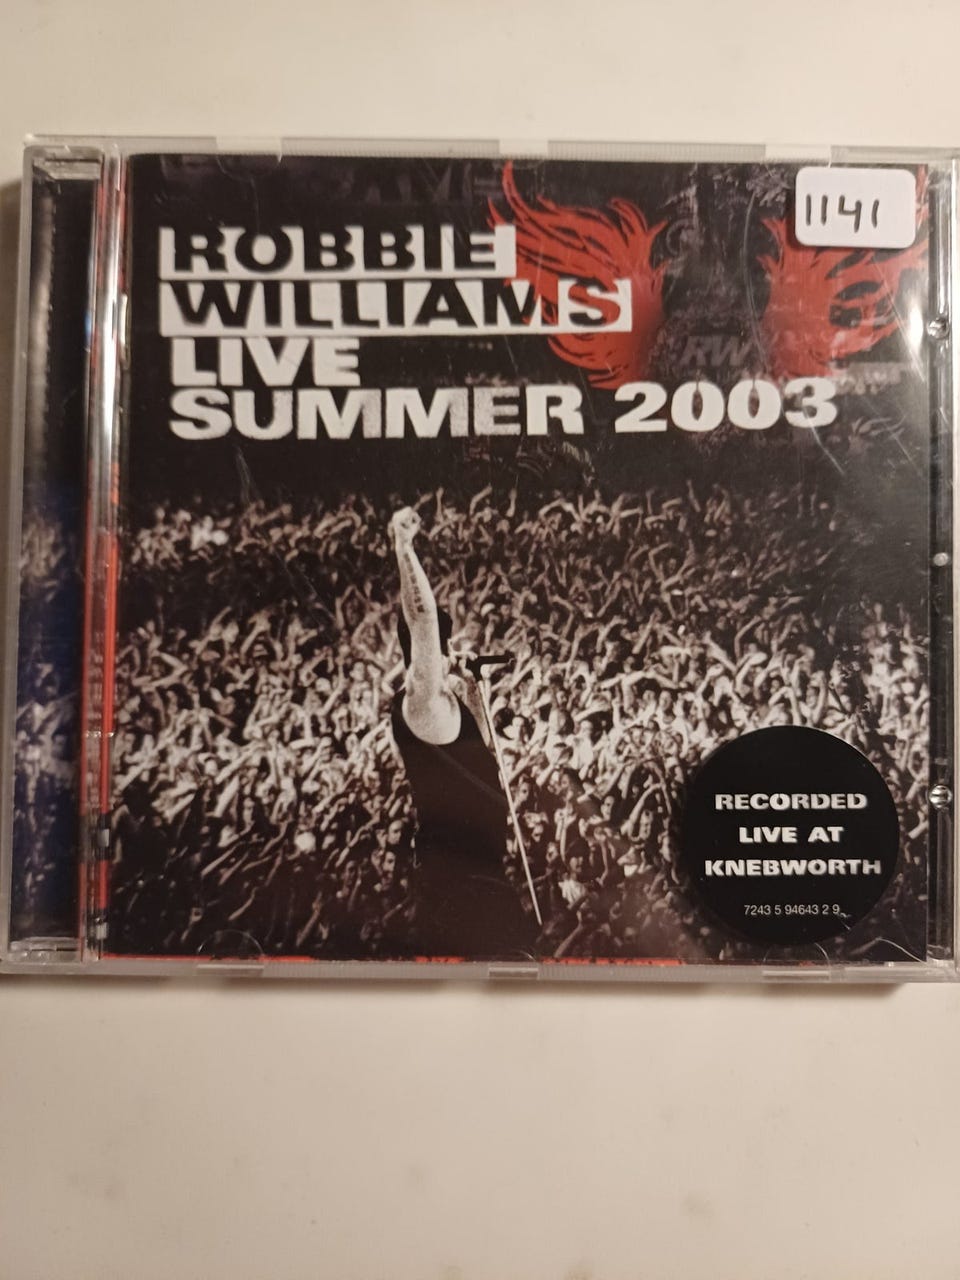 1141
ROBBIE
WILLIAMS
LIVE
SUMMER 2003
RW
RECORDED
LIVE AT
KNEBWORTH
7243 5 94643 2 9